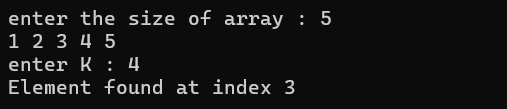 enter the size of array : 5
1 2 3 4 5
enter K : 4
Element found at index 3